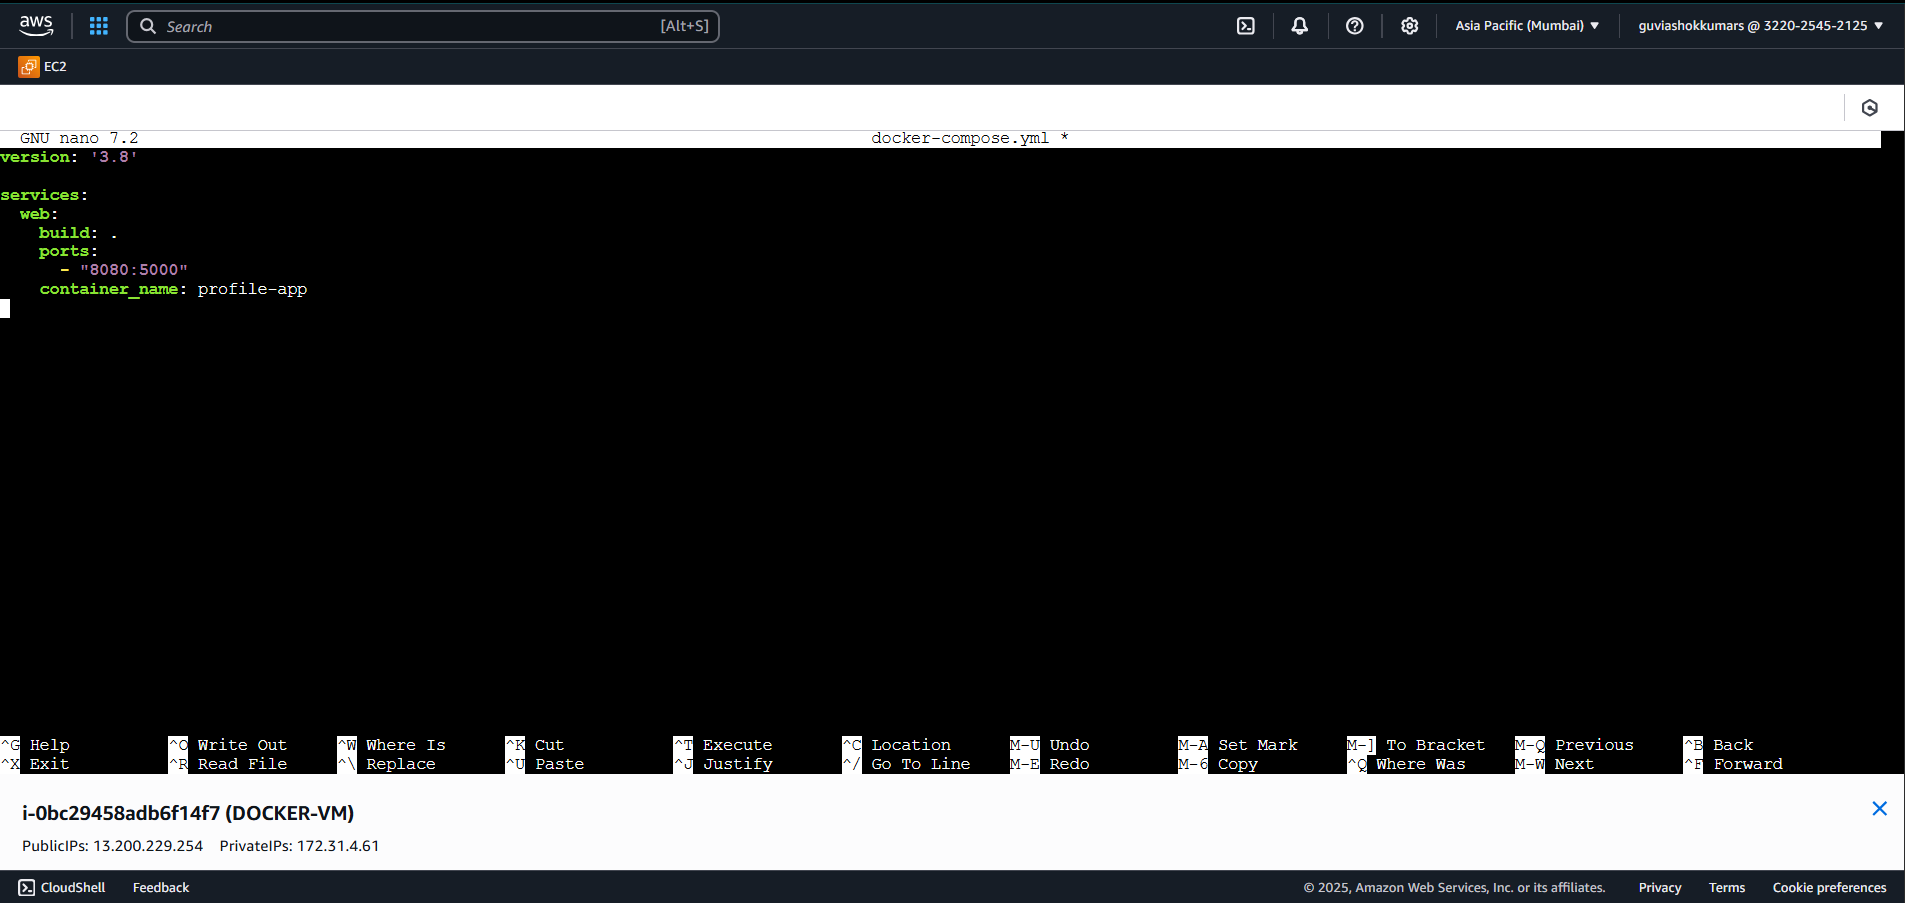 aws Search [Alt+S] Asia Pacific (Mumbai) ▼ guviashokkumars @ 3220-2545-2125 ▼
EC2
GNU nano 7.2 docker-compose.yml *
version: '3.8'
services:
web:
build: .
ports:
- "8080:5000"
container_name: profile-app
^G Help ^O Write Out ^W Where Is ^K Cut ^T Execute ^C Location M-U Undo M-A Set Mark M-] To Bracket M-Q Previous ^B Back
^X Exit ^R Read File ^\ Replace ^U Paste ^J Justify ^/ Go To Line M-E Redo M-6 Copy ^Q Where Was M-W Next ^F Forward
i-0bc29458adb6f14f7 (DOCKER-VM)
PublicIPs: 13.200.229.254 PrivateIPs: 172.31.4.61
CloudShell Feedback © 2025, Amazon Web Services, Inc. or its affiliates. Privacy Terms Cookie preferences